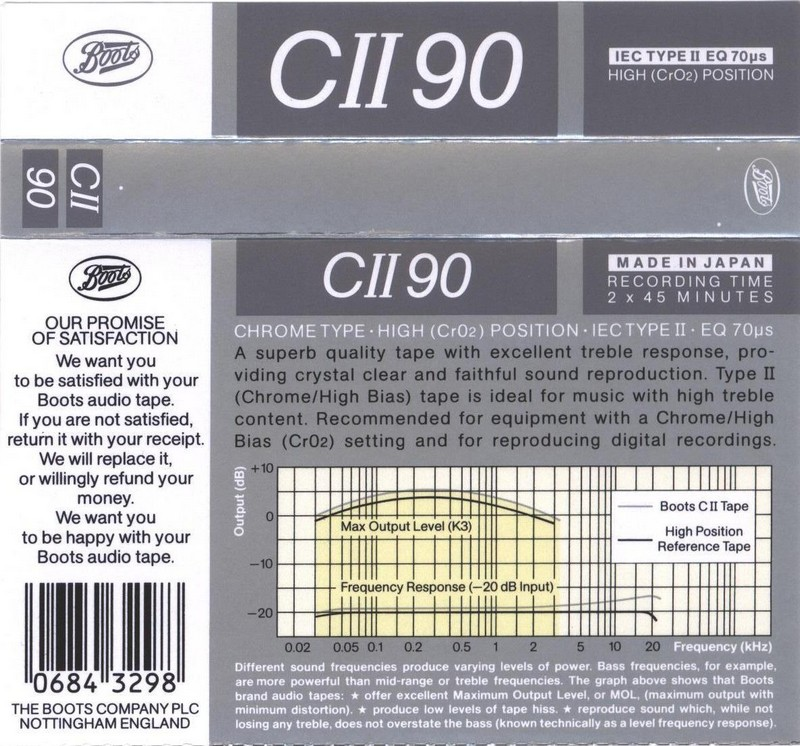 Boots
CII 90
IEC TYPE II EQ 70µs
HIGH (CrO2) POSITION
CII
90
Boots
Boots
OUR PROMISE
OF SATISFACTION
We want you
to be satisfied with your
Boots audio tape.
If you are not satisfied,
return it with your receipt.
We will replace it,
or willingly refund your
money.
We want you
to be happy with your
Boots audio tape.
0684 3298
THE BOOTS COMPANY PLC
NOTTINGHAM ENGLAND
CII 90
MADE IN JAPAN
RECORDING TIME
2 x 45 MINUTES
CHROME TYPE · HIGH (CrO2) POSITION · IEC TYPE II · EQ 70µs
A superb quality tape with excellent treble response, pro-
viding crystal clear and faithful sound reproduction. Type II
(Chrome/High Bias) tape is ideal for music with high treble
content. Recommended for equipment with a Chrome/High
Bias (CrO2) setting and for reproducing digital recordings.
Output (dB)
+10
0
−10
−20
Max Output Level (K3)
Frequency Response (−20 dB Input)
Boots CII Tape
High Position
Reference Tape
0.02 0.05 0.1 0.2 0.5 1 2 5 10 20 Frequency (kHz)
Different sound frequencies produce varying levels of power. Bass frequencies, for example,
are more powerful than mid-range or treble frequencies. The graph above shows that Boots
brand audio tapes: ★ offer excellent Maximum Output Level, or MOL, (maximum output with
minimum distortion). ★ produce low levels of tape hiss. ★ reproduce sound which, while not
losing any treble, does not overstate the bass (known technically as a level frequency response).